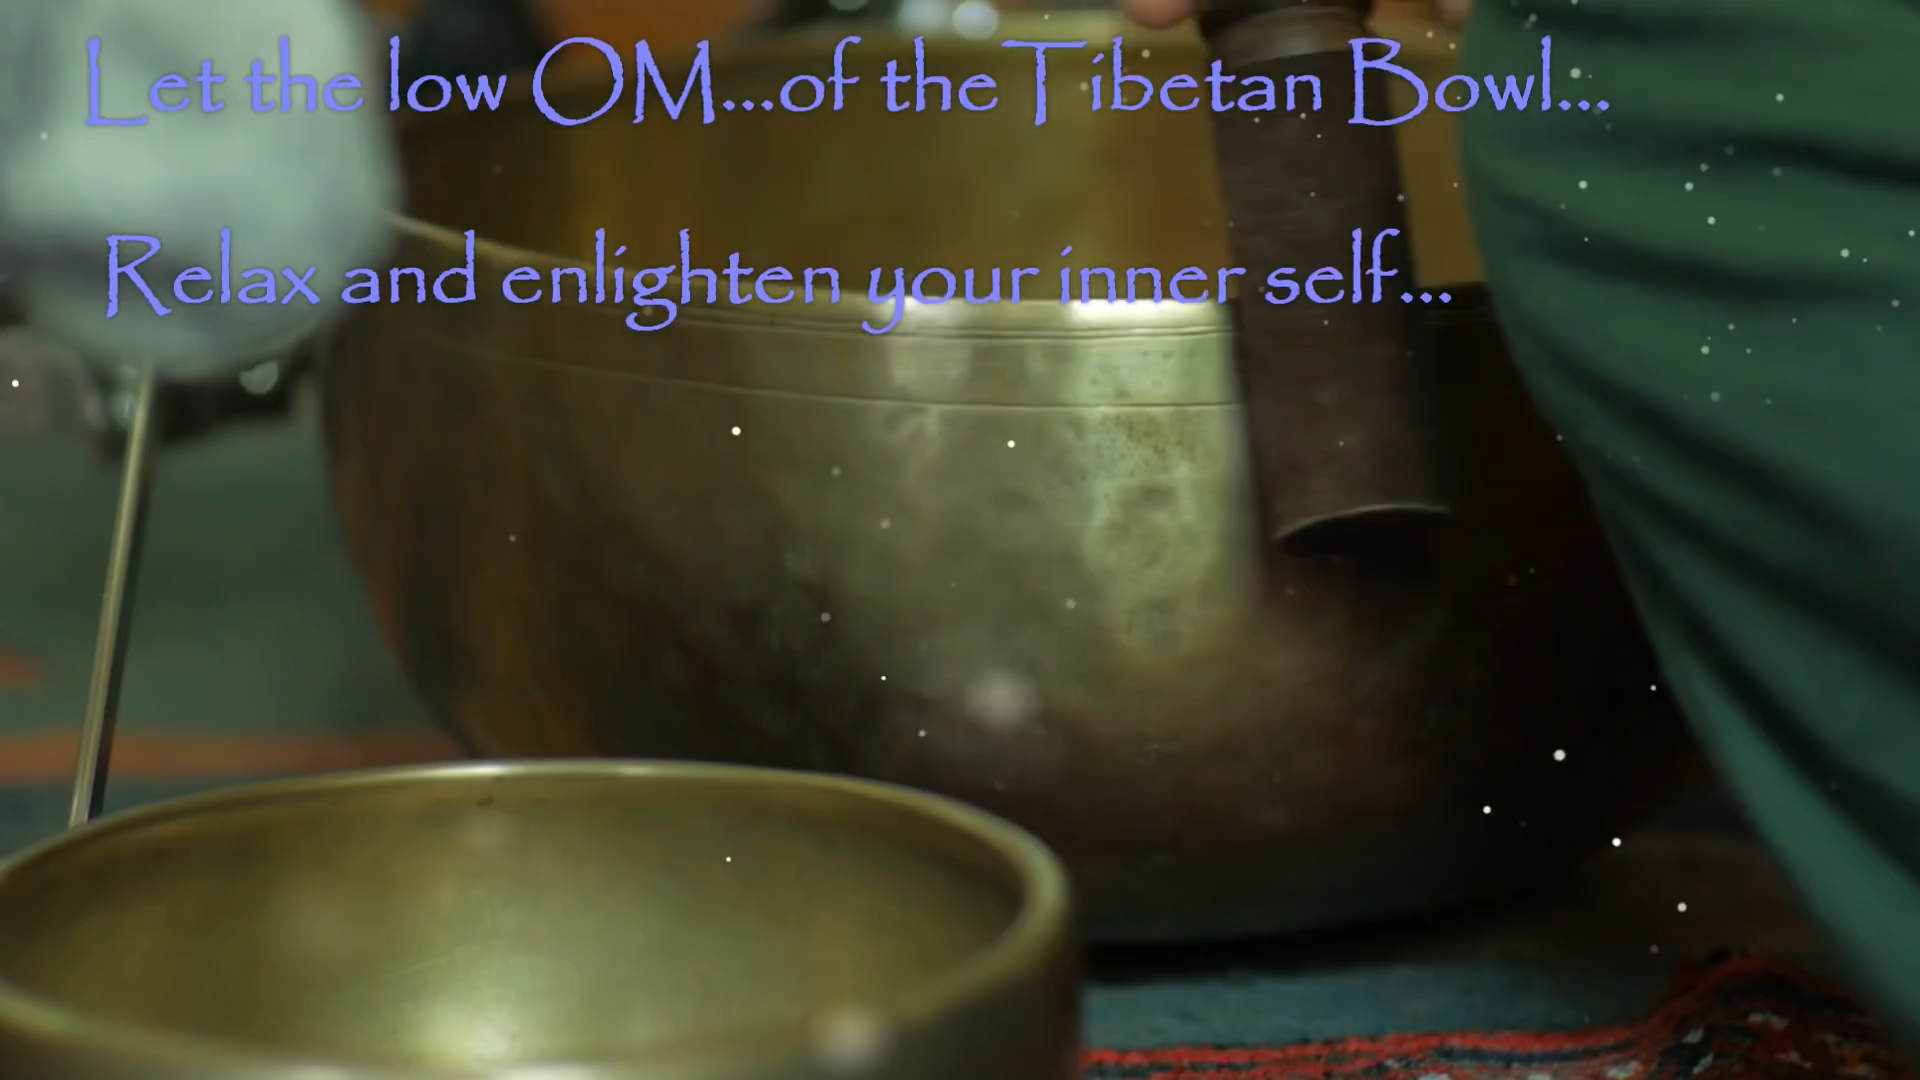 Let the low OM...of the Tibetan Bowl...
Relax and enlighten your inner self...